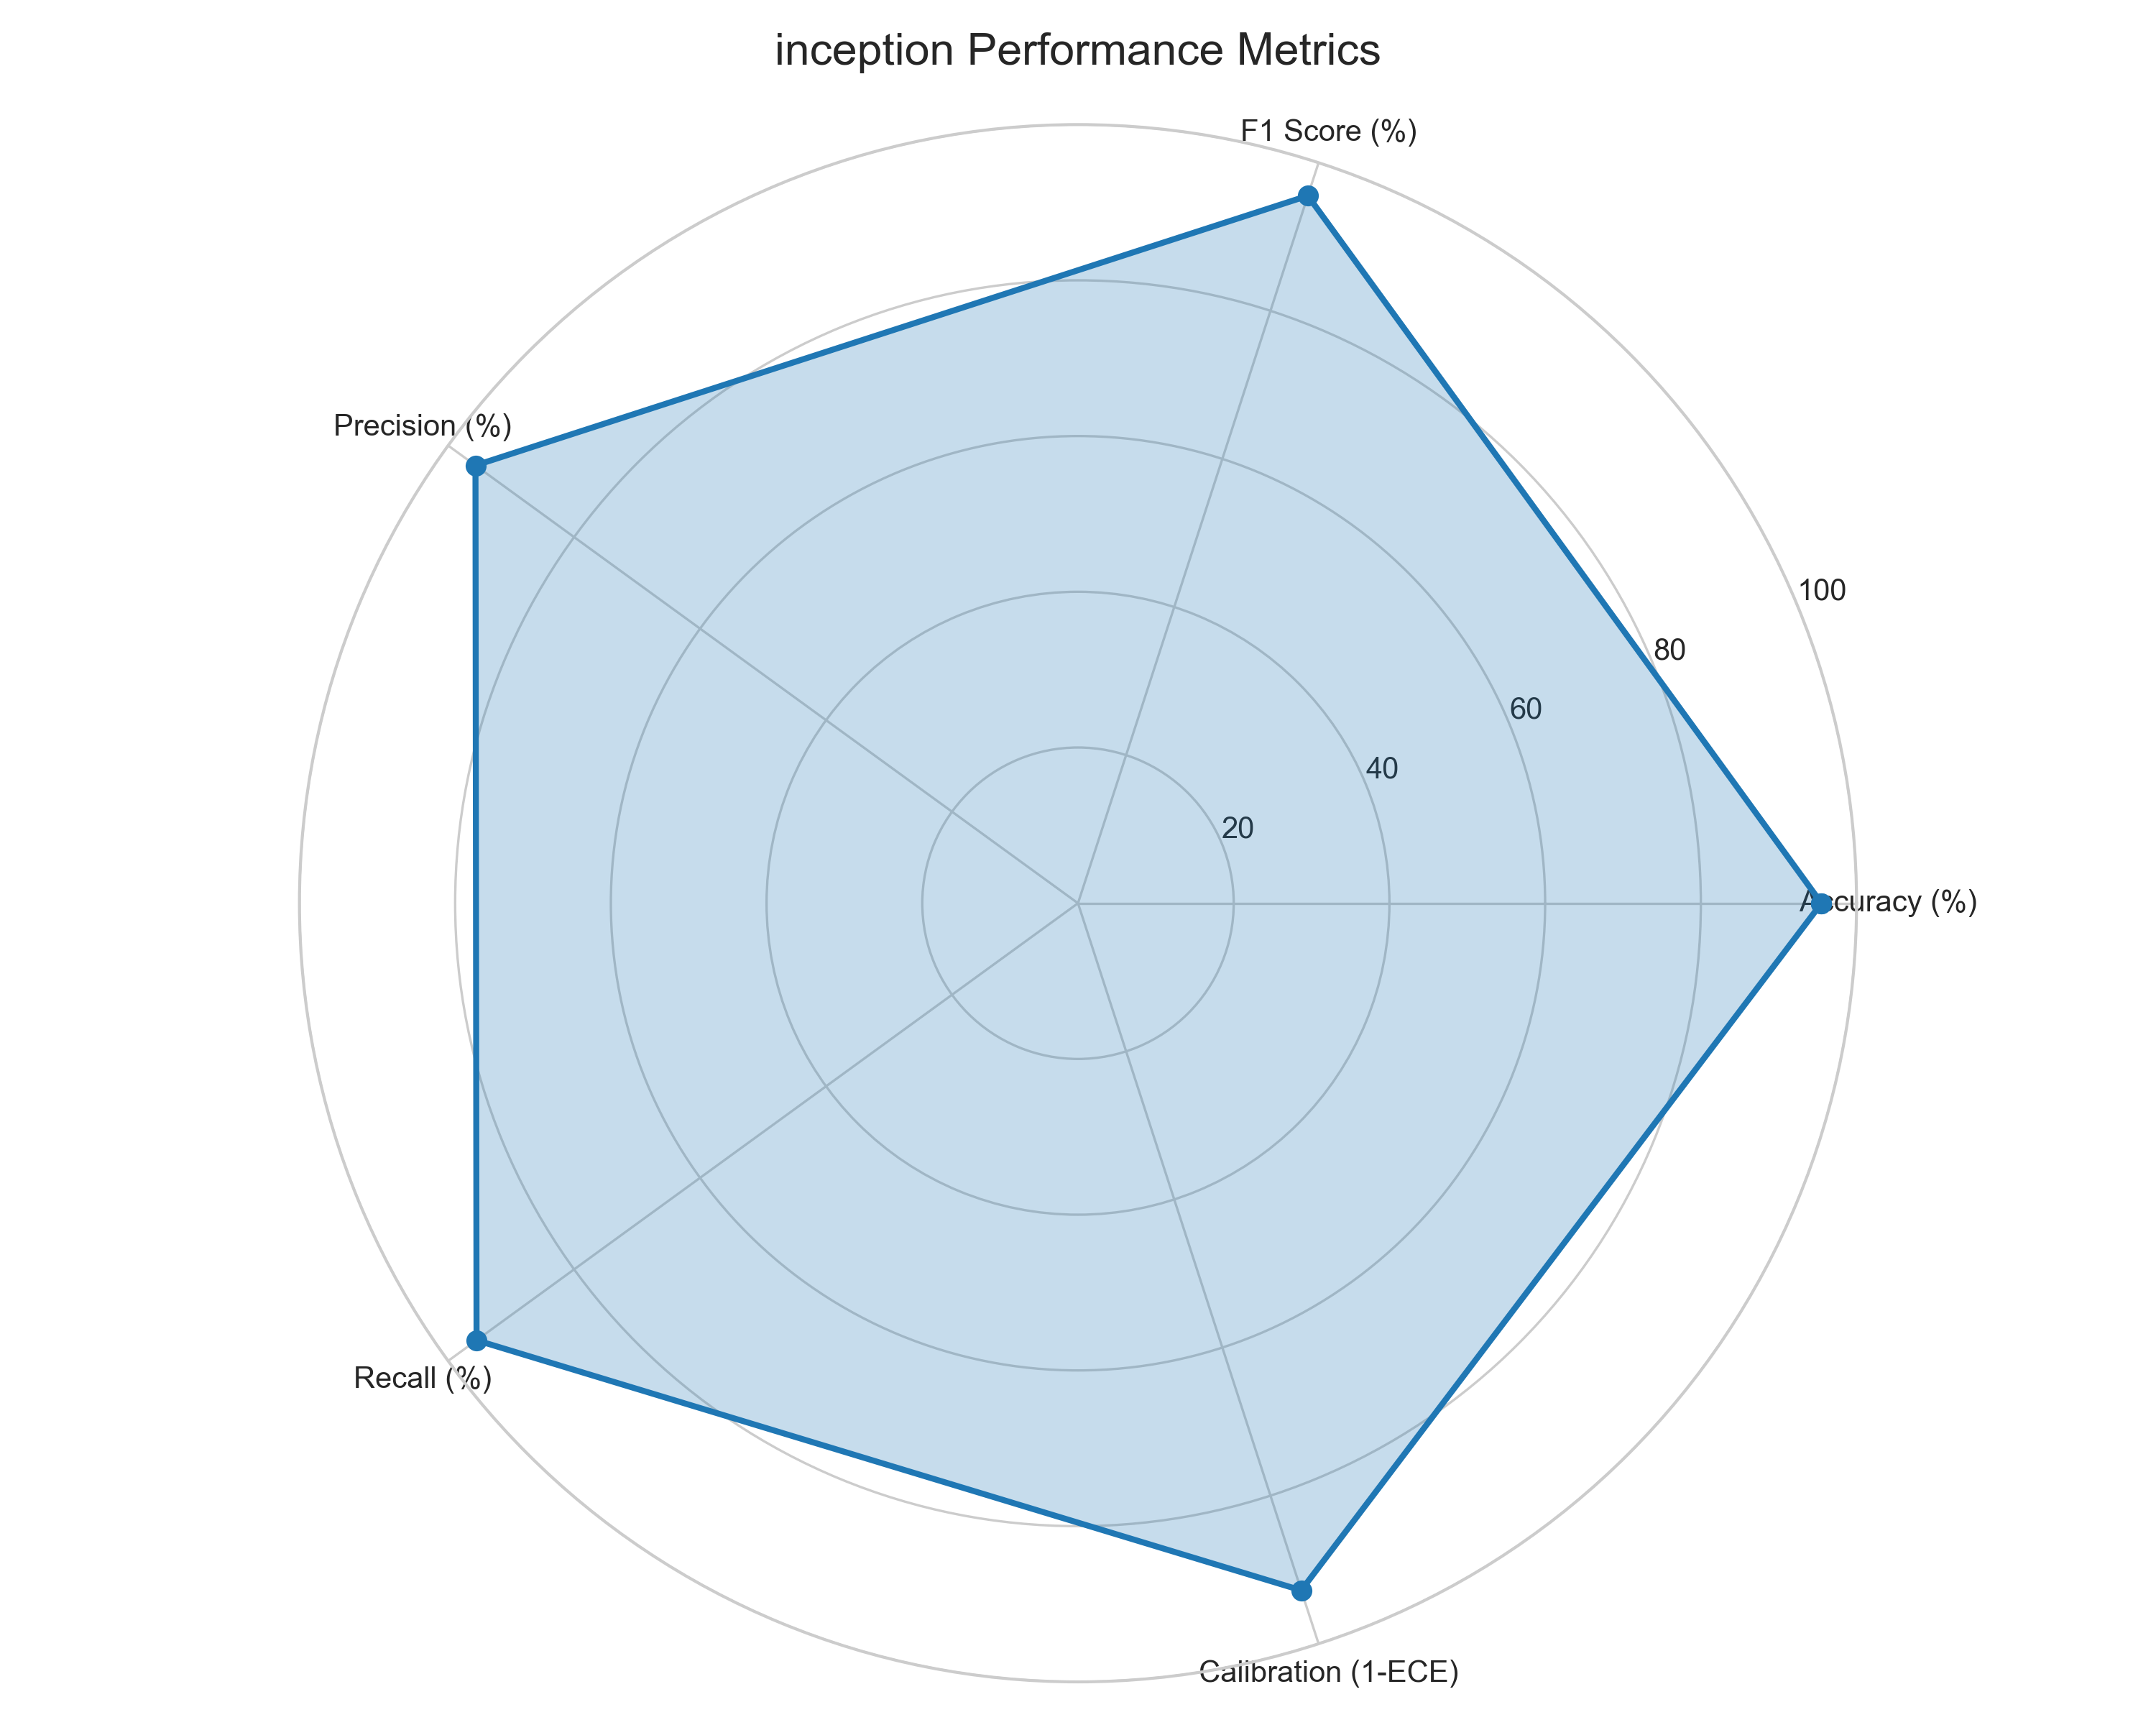 inception Performance Metrics
F1 Score (%)
Precision (%)
100
80
60
40
20
Accuracy (%)
Recall (%)
Calibration (1-ECE)